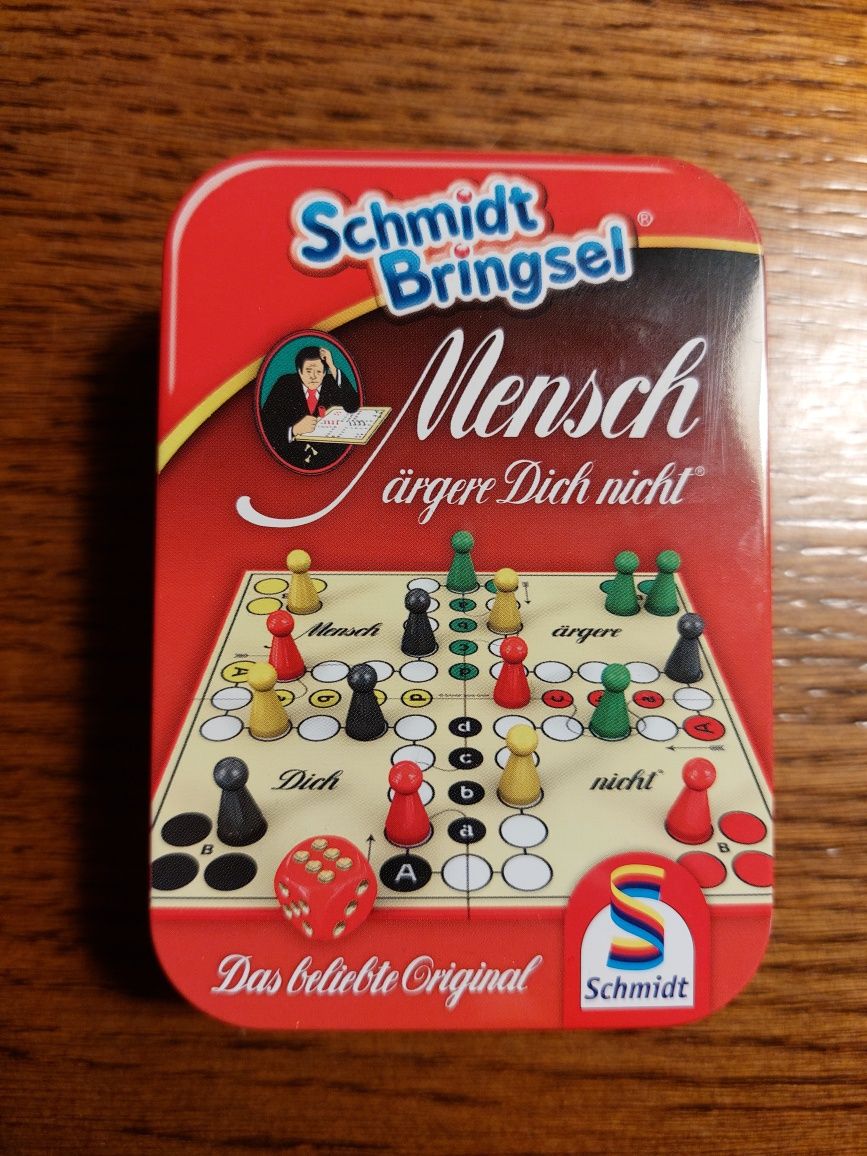 Schmidt
Bringsel®
Mensch
ärgere Dich nicht®
Mensch
ärgere
A
b
d
a
b
c
d
c
a
A
d
c
b
a
A
Dich
nicht
B
B
Das beliebte Original
S
Schmidt